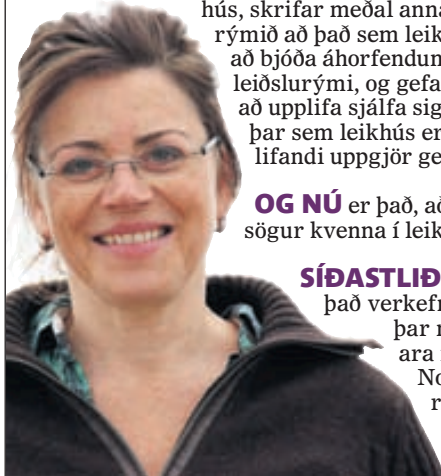 hús, skrifar meðal anna
rýmið að það sem leik
að bjóða áhorfendun
leiðslurými, og gefa
að upplifa sjálfa sig
þar sem leikhús er
lifandi uppgjör ge
OG NÚ er það, að
sögur kvenna í leik
SÍÐASTLIÐ
það verkefn
þar n
ara
No
r